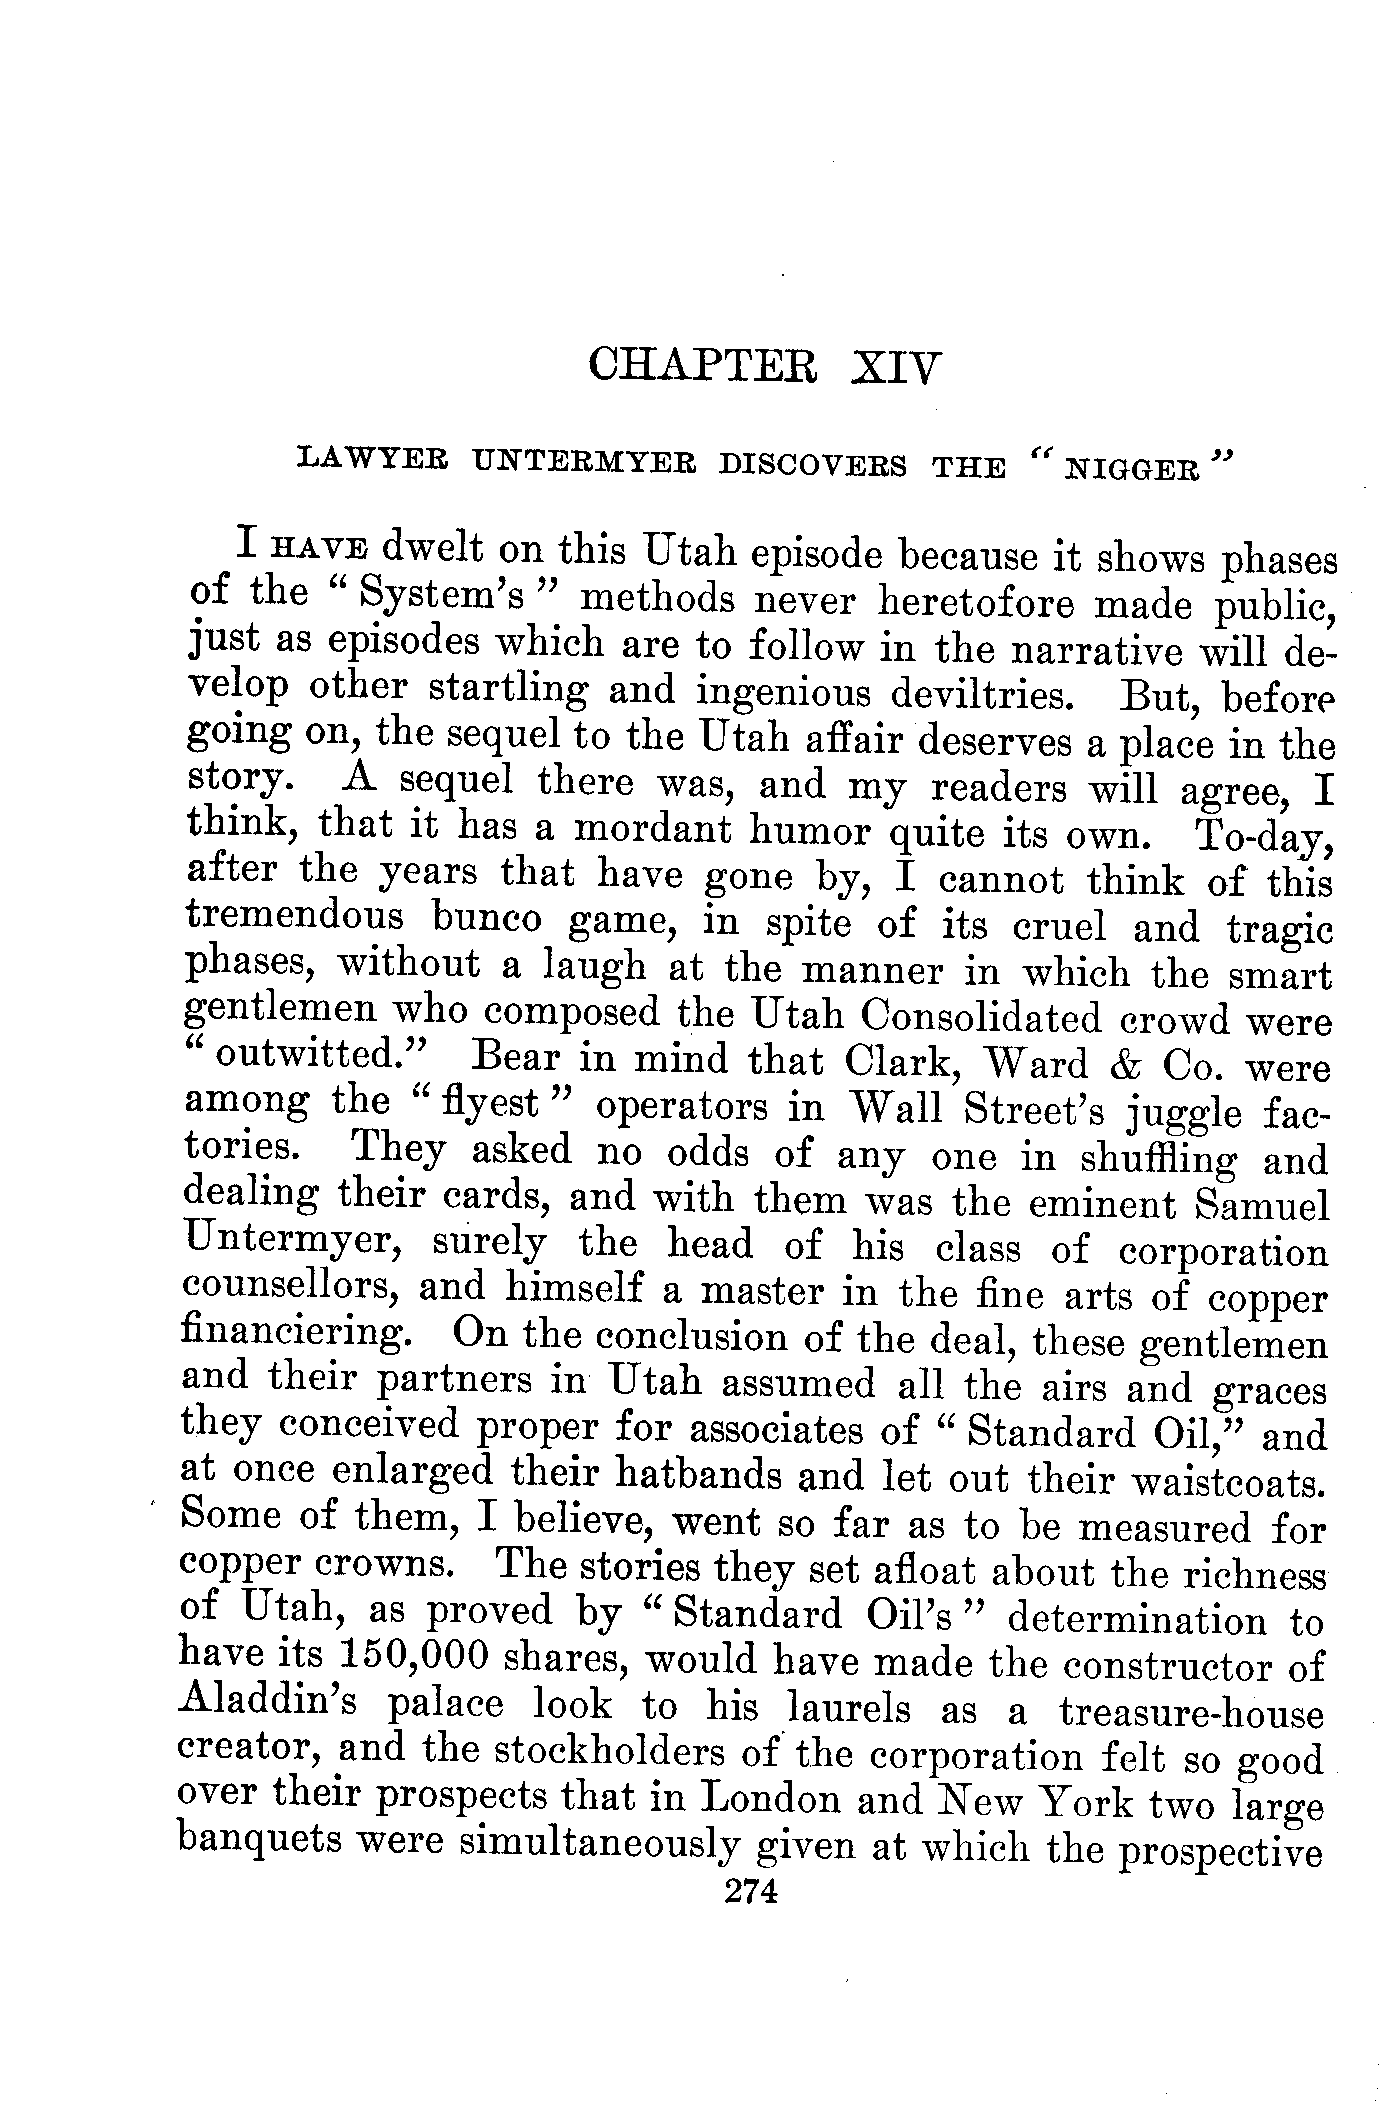 CHAPTER XIV
LAWYER UNTERMYER DISCOVERS THE “ NIGGER ”
I HAVE dwelt on this Utah episode because it shows phases
of the “ System’s ” methods never heretofore made public,
just as episodes which are to follow in the narrative will de-
velop other startling and ingenious deviltries. But, before
going on, the sequel to the Utah affair deserves a place in the
story. A sequel there was, and my readers will agree, I
think, that it has a mordant humor quite its own. To-day,
after the years that have gone by, I cannot think of this
tremendous bunco game, in spite of its cruel and tragic
phases, without a laugh at the manner in which the smart
gentlemen who composed the Utah Consolidated crowd were
“ outwitted.” Bear in mind that Clark, Ward & Co. were
among the “ flyest ” operators in Wall Street’s juggle fac-
tories. They asked no odds of any one in shuffling and
dealing their cards, and with them was the eminent Samuel
Untermyer, surely the head of his class of corporation
counsellors, and himself a master in the fine arts of copper
financiering. On the conclusion of the deal, these gentlemen
and their partners in Utah assumed all the airs and graces
they conceived proper for associates of “ Standard Oil,” and
at once enlarged their hatbands and let out their waistcoats.
Some of them, I believe, went so far as to be measured for
copper crowns. The stories they set afloat about the richness
of Utah, as proved by “ Standard Oil’s ” determination to
have its 150,000 shares, would have made the constructor of
Aladdin’s palace look to his laurels as a treasure-house
creator, and the stockholders of the corporation felt so good
over their prospects that in London and New York two large
banquets were simultaneously given at which the prospective
274